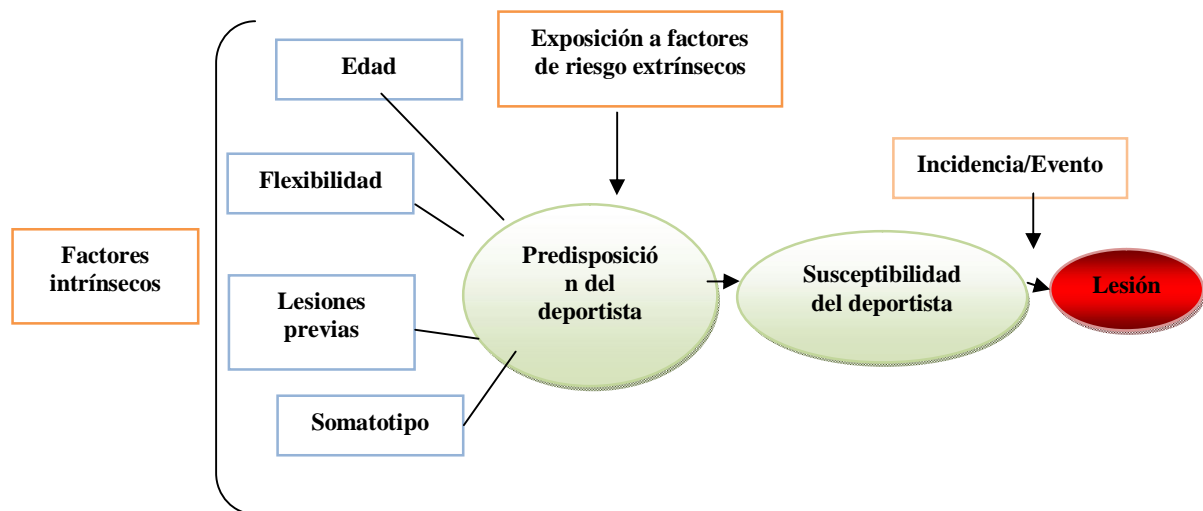 Factores
intrínsecos
Edad
Flexibilidad
Lesiones
previas
Somatotipo
Exposición a factores
de riesgo extrínsecos
Predisposició
n del
deportista
Susceptibilidad
del deportista
Incidencia/Evento
Lesión